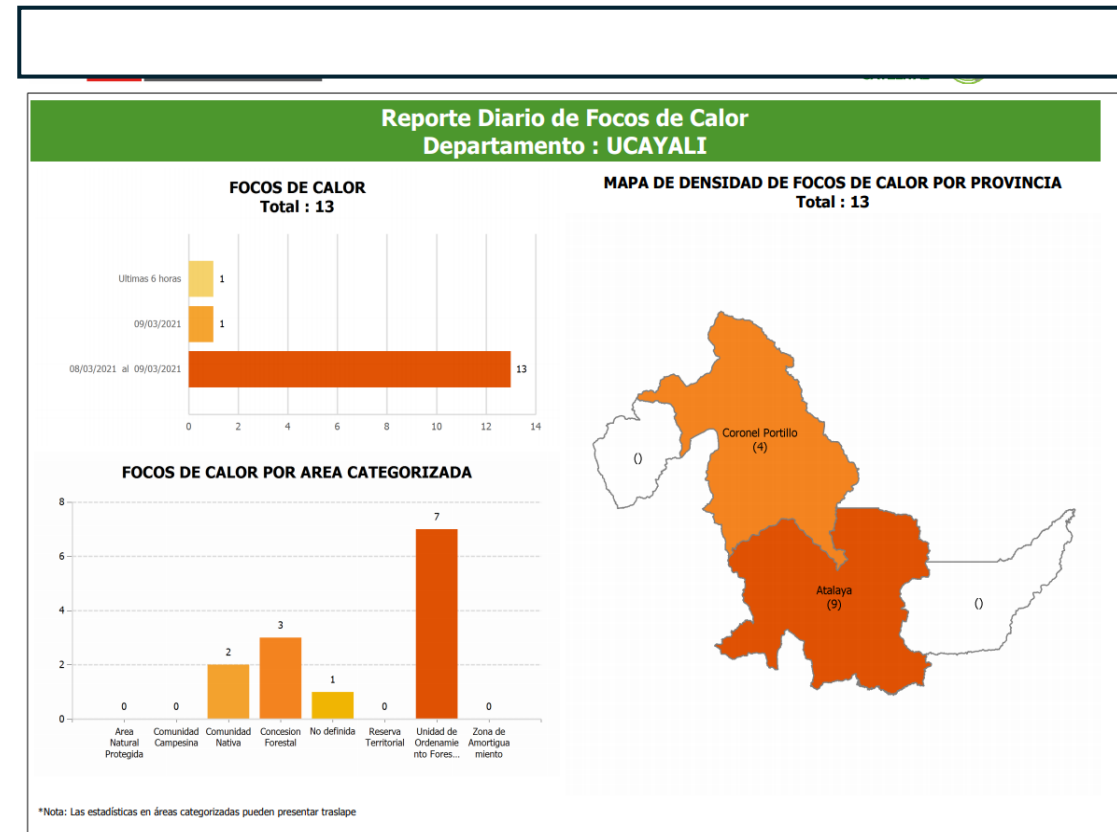 Reporte Diario de Focos de Calor
Departamento : UCAYALI
FOCOS DE CALOR
Total : 13
Ultimas 6 horas
1
09/03/2021
1
08/03/2021 al 09/03/2021
13
0 2 4 6 8 10 12 14
FOCOS DE CALOR POR AREA CATEGORIZADA
8
6
4
2
0
0
0
2
3
1
0
7
0
Area
Natural
Protegida
Comunidad
Campesina
Comunidad
Nativa
Concesion
Forestal
No definida
Reserva
Territorial
Unidad de
Ordenamie
nto Fores...
Zona de
Amortigua
miento
*Nota: Las estadísticas en áreas categorizadas pueden presentar traslape
MAPA DE DENSIDAD DE FOCOS DE CALOR POR PROVINCIA
Total : 13
Coronel Portillo
(4)
()
Atalaya
(9)
()